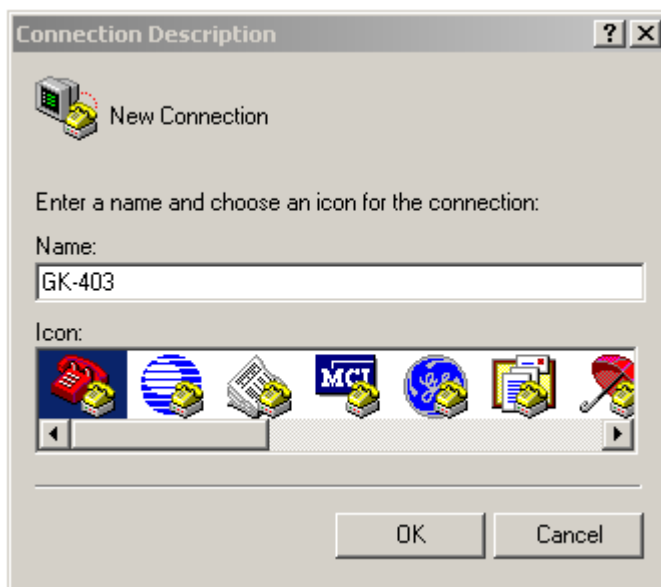 Connection Description
New Connection
Enter a name and choose an icon for the connection:
Name:
GK-403
Icon:
MCI
OK Cancel